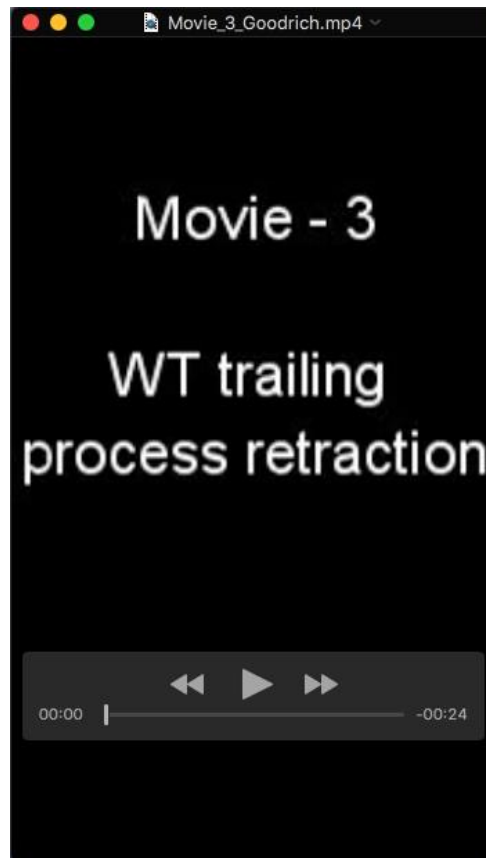 Movie_3_Goodrich.mp4
Movie - 3
WT trailing
process retraction
00:00 -00:24